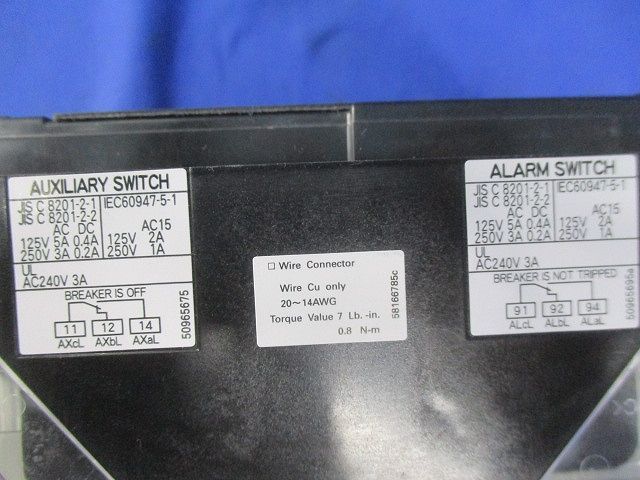 AUXILIARY SWITCH
JIS C 8201-2-1
JIS C 8201-2-2
AC DC
125V 5A 0.4A
250V 3A 0.2A
IEC60947-5-1
AC15
125V 2A
250V 1A
UL
AC240V 3A
BREAKER IS OFF
11 12 14
AXcL AXbL AXaL
50965675
□ Wire Connector
Wire Cu only
20~14AWG
Torque Value 7 Lb.-in.
0.8 N-m
58166785c
ALARM SWITCH
JIS C 8201-2-1
JIS C 8201-2-2
AC DC
125V 5A 0.4A
250V 3A 0.2A
IEC60947-5-1
AC15
125V 2A
250V 1A
UL
AC240V 3A
BREAKER IS NOT TRIPPED
91 92 94
ALcL ALbL ALaL